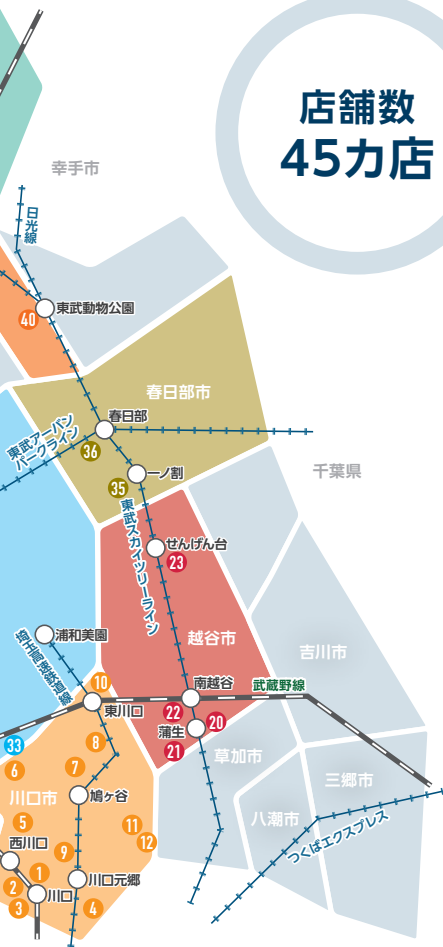 店舗数
45カ店
幸手市
日光線
東武動物公園
40
春日部市
春日部
東武アーバン
パークライン
36
一ノ割
35
千葉県
東武スカイツリーライン
せんげん台
23
浦和美園
埼玉高速鉄道線
越谷市
吉川市
10
南越谷
武蔵野線
東川口
22
20
蒲生
33
8
21
草加市
6
7
三郷市
川口市
鳩ヶ谷
八潮市
5
11
つくばエクスプレス
西川口
12
9
1
川口元郷
2
川口
3
4